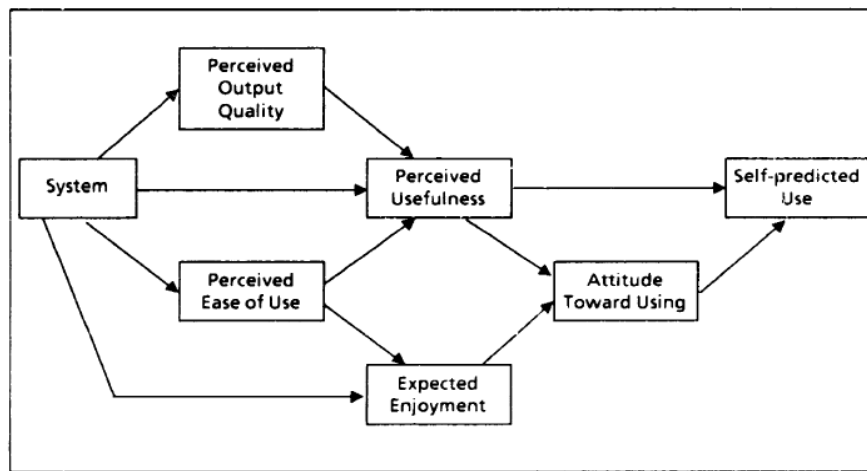 Perceived
Output
Quality
System
Perceived
Usefulness
Self-predicted
Use
Perceived
Ease of Use
Attitude
Toward Using
Expected
Enjoyment